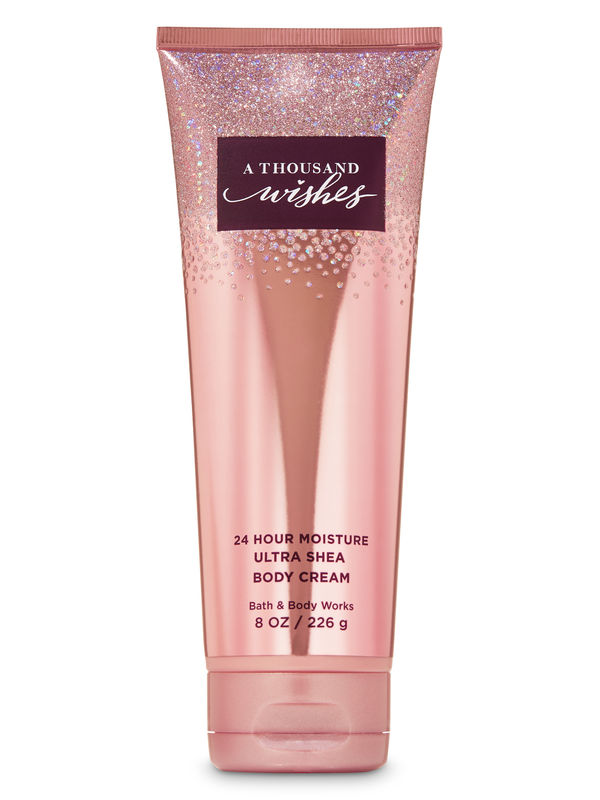 A THOUSAND
wishes
24 HOUR MOISTURE
ULTRA SHEA
BODY CREAM
Bath & Body Works
8 OZ / 226 g